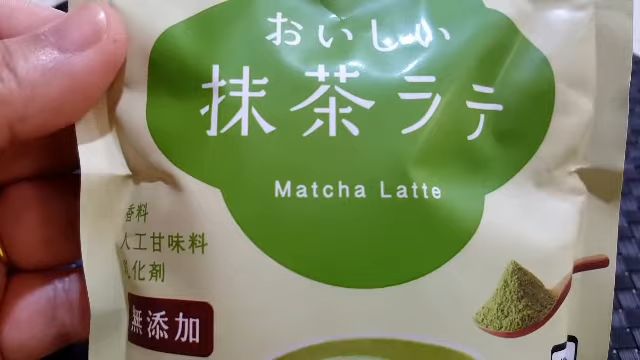 おいしい
抹茶ラテ
Matcha Latte
香料
人工甘味料
乳化剤
無添加